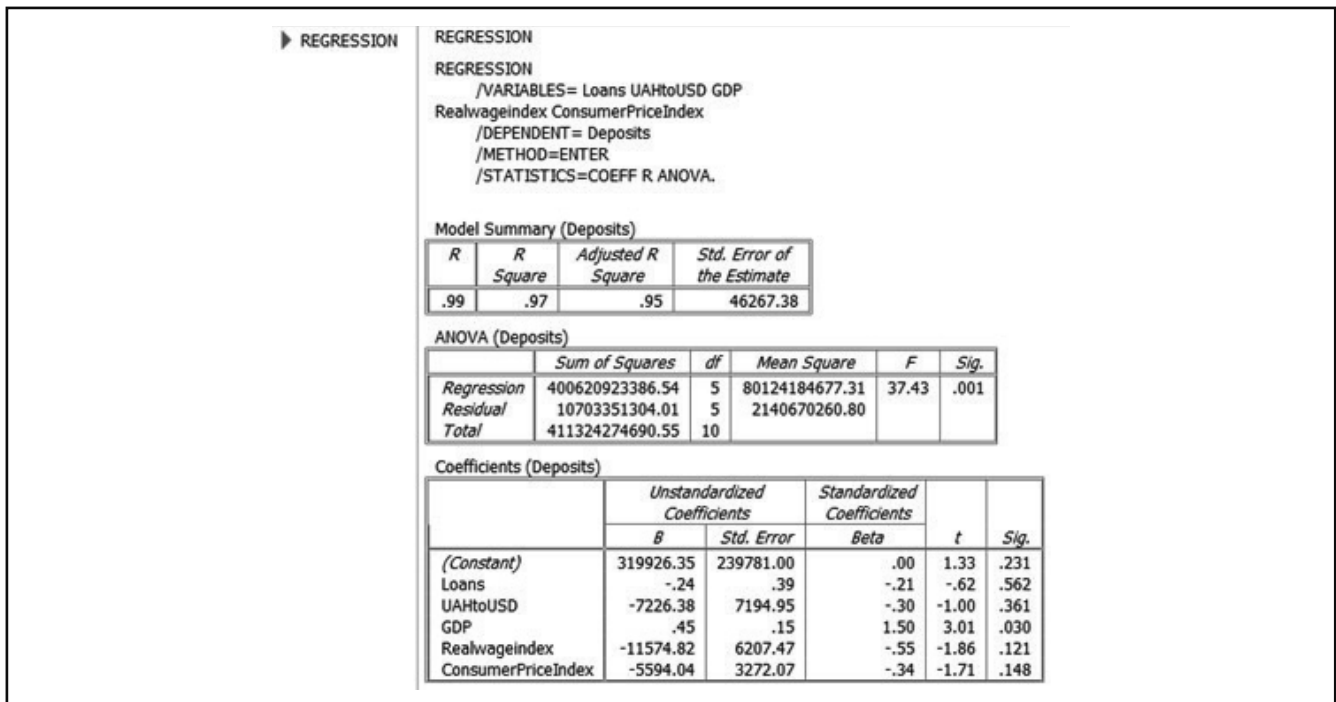 REGRESSION
REGRESSION
REGRESSION
/VARIABLES= Loans UAHtoUSD GDP
Realwageindex ConsumerPriceIndex
/DEPENDENT= Deposits
/METHOD=ENTER
/STATISTICS=COEFF R ANOVA.
Model Summary (Deposits)
R R Square Adjusted R Square Std. Error of the Estimate
.99 .97 .95 46267.38
ANOVA (Deposits)
Sum of Squares df Mean Square F Sig.
Regression 400620923386.54 5 80124184677.31 37.43 .001
Residual 10703351304.01 5 2140670260.80
Total 411324274690.55 10
Coefficients (Deposits)
Unstandardized Coefficients Standardized Coefficients
B Std. Error Beta t Sig.
(Constant) 319926.35 239781.00 .00 1.33 .231
Loans -.24 .39 -.21 -.62 .562
UAHtoUSD -7226.38 7194.95 -.30 -1.00 .361
GDP .45 .15 1.50 3.01 .030
Realwageindex -11574.82 6207.47 -.55 -1.86 .121
ConsumerPriceIndex -5594.04 3272.07 -.34 -1.71 .148